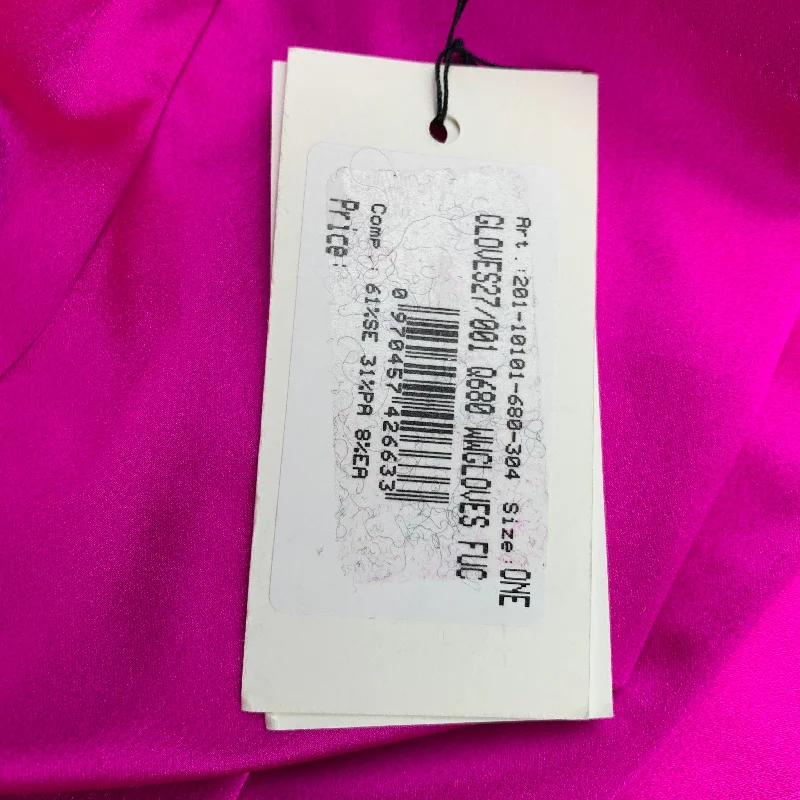 Art.:201-10101-680-304 Size:ONE
GLOVES27/001 Q680 WWGLOVES FUC
0 970457 426633
Comp.: 61%SE 31%PA 8%EA
Price: